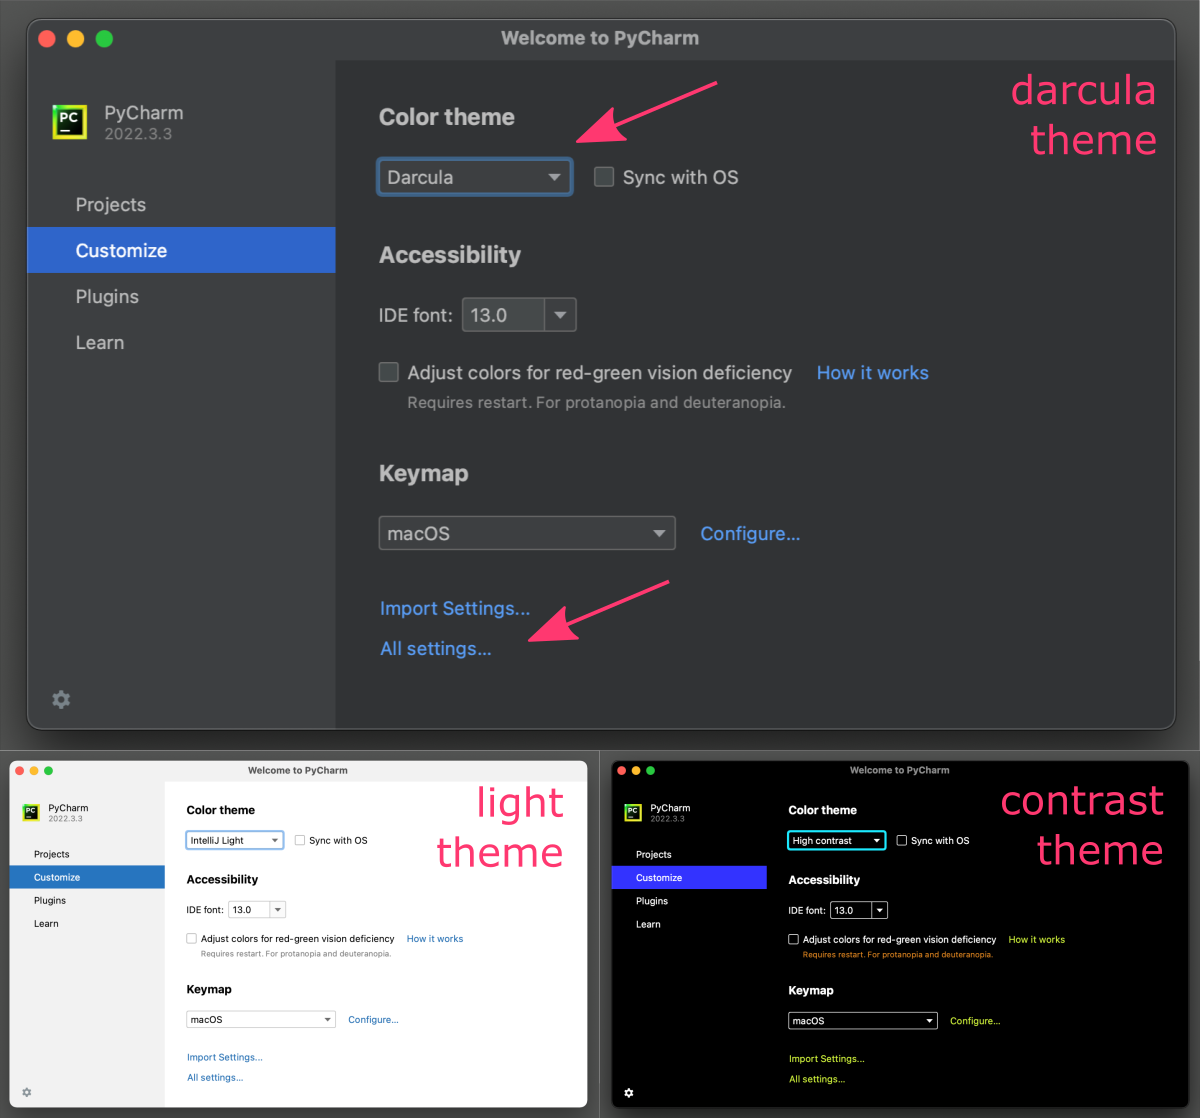 Welcome to PyCharm
darcula
theme
PC
PyCharm
2022.3.3
Projects
Customize
Plugins
Learn
Color theme
Darcula
Sync with OS
Accessibility
IDE font: 13.0
Adjust colors for red-green vision deficiency How it works
Requires restart. For protanopia and deuteranopia.
Keymap
macOS Configure...
Import Settings...
All settings...
Welcome to PyCharm
light
theme
PC
PyCharm
2022.3.3
Projects
Customize
Plugins
Learn
Color theme
IntelliJ Light
Sync with OS
Accessibility
IDE font: 13.0
Adjust colors for red-green vision deficiency How it works
Requires restart. For protanopia and deuteranopia.
Keymap
macOS Configure...
Import Settings...
All settings...
Welcome to PyCharm
contrast
theme
PC
PyCharm
2022.3.3
Projects
Customize
Plugins
Learn
Color theme
High contrast
Sync with OS
Accessibility
IDE font: 13.0
Adjust colors for red-green vision deficiency How it works
Requires restart. For protanopia and deuteranopia.
Keymap
macOS Configure...
Import Settings...
All settings...